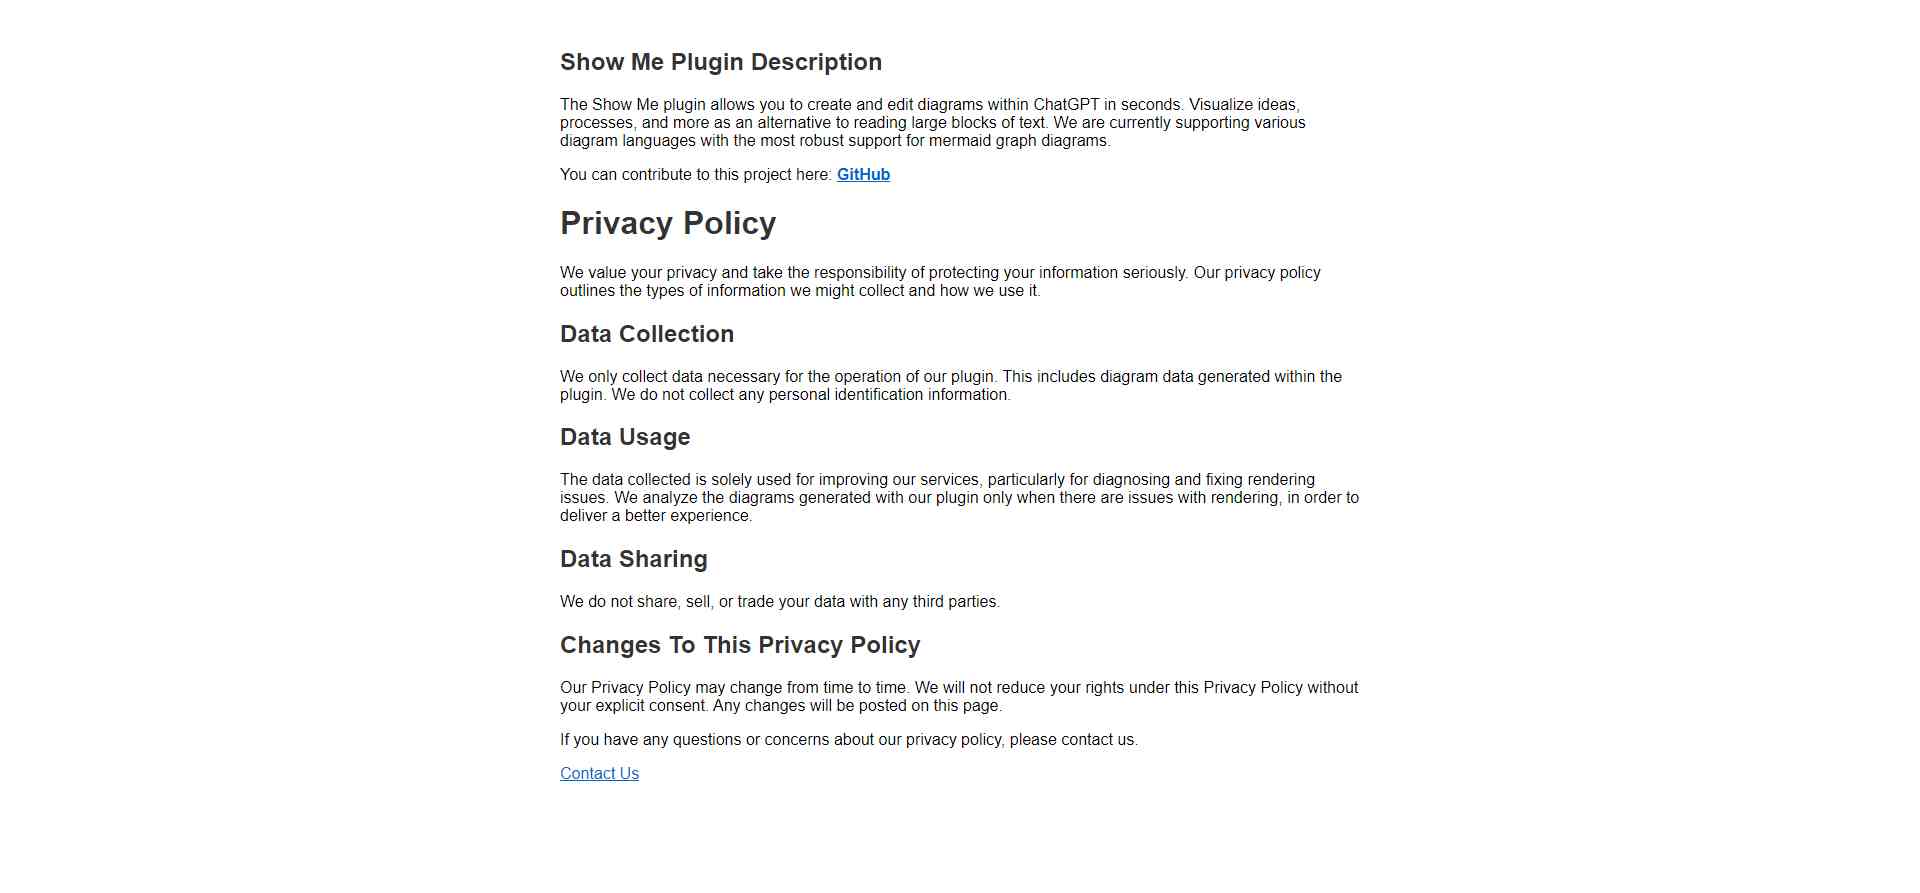 Show Me Plugin Description
The Show Me plugin allows you to create and edit diagrams within ChatGPT in seconds. Visualize ideas,
processes, and more as an alternative to reading large blocks of text. We are currently supporting various
diagram languages with the most robust support for mermaid graph diagrams.
You can contribute to this project here: GitHub
Privacy Policy
We value your privacy and take the responsibility of protecting your information seriously. Our privacy policy
outlines the types of information we might collect and how we use it.
Data Collection
We only collect data necessary for the operation of our plugin. This includes diagram data generated within the
plugin. We do not collect any personal identification information.
Data Usage
The data collected is solely used for improving our services, particularly for diagnosing and fixing rendering
issues. We analyze the diagrams generated with our plugin only when there are issues with rendering, in order to
deliver a better experience.
Data Sharing
We do not share, sell, or trade your data with any third parties.
Changes To This Privacy Policy
Our Privacy Policy may change from time to time. We will not reduce your rights under this Privacy Policy without
your explicit consent. Any changes will be posted on this page.
If you have any questions or concerns about our privacy policy, please contact us.
Contact Us